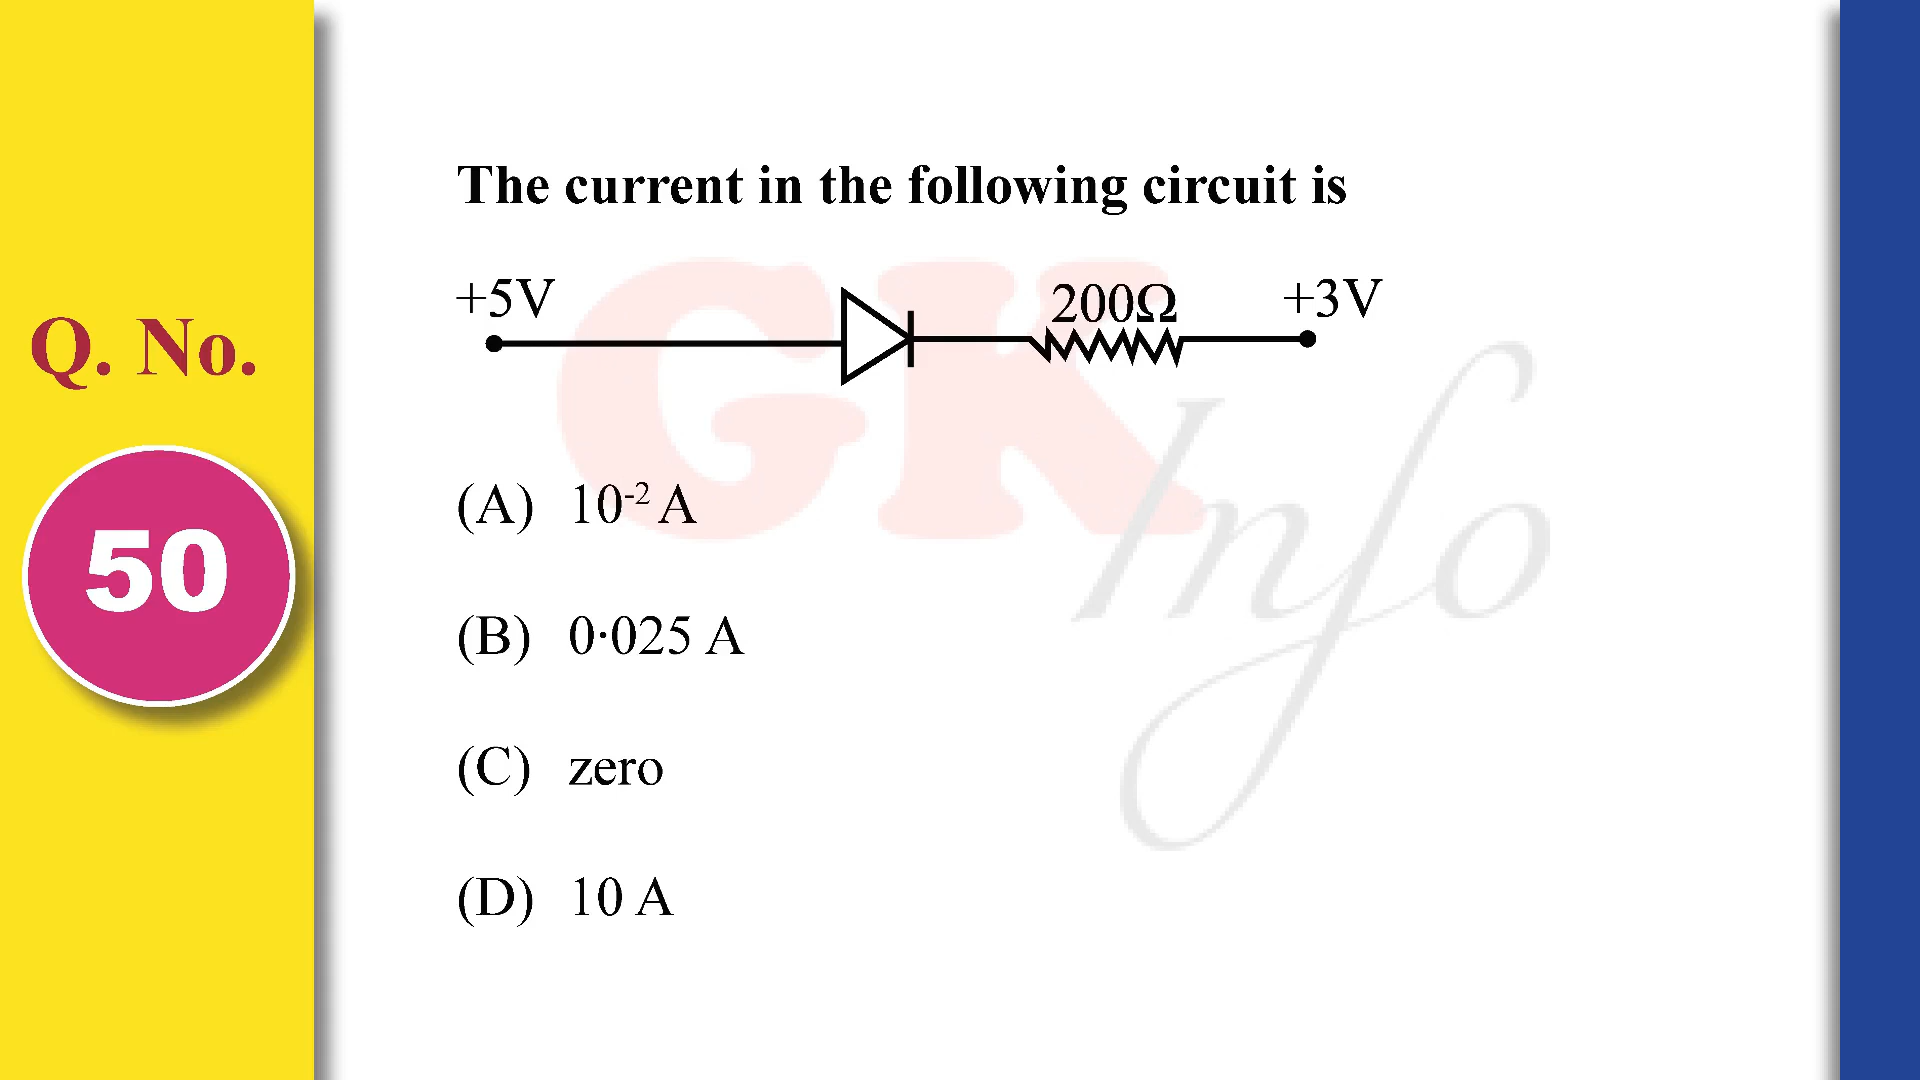 The current in the following circuit is
+5V 200Ω +3V
Q. No.
50
GK Info
(A) 10⁻² A
(B) 0·025 A
(C) zero
(D) 10 A